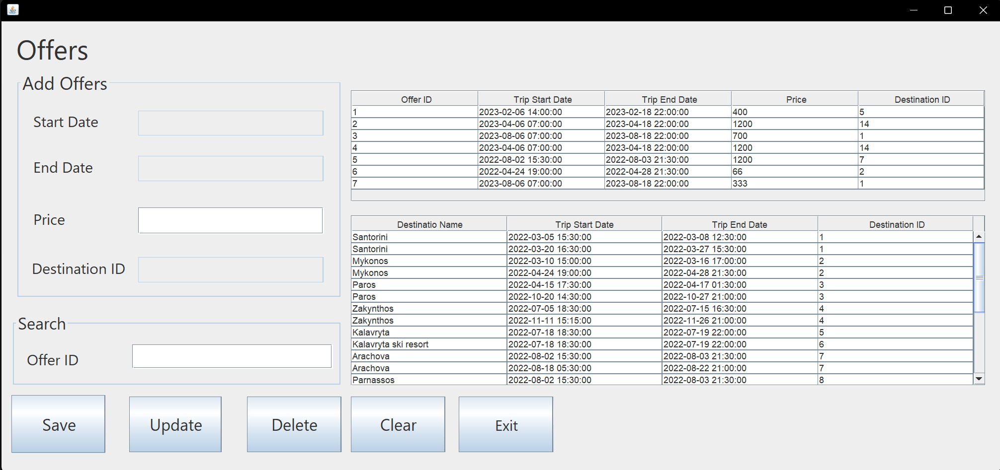 Offers
Add Offers
Start Date
End Date
Price
Destination ID
Search
Offer ID
Offer ID Trip Start Date Trip End Date Price Destination ID
1 2023-02-06 14:00:00 2023-02-18 22:00:00 400 5
2 2023-04-06 07:00:00 2023-04-18 22:00:00 1200 14
3 2023-08-06 07:00:00 2023-08-18 22:00:00 700 1
4 2023-04-06 07:00:00 2023-04-18 22:00:00 1200 14
5 2022-08-02 15:30:00 2022-08-03 21:30:00 1200 7
6 2022-04-24 19:00:00 2022-04-28 21:30:00 66 2
7 2023-08-06 07:00:00 2023-08-18 22:00:00 333 1
Destinatio Name Trip Start Date Trip End Date Destination ID
Santorini 2022-03-05 15:30:00 2022-03-08 12:30:00 1
Santorini 2022-03-20 16:30:00 2022-03-27 15:30:00 1
Mykonos 2022-03-10 15:00:00 2022-03-16 17:00:00 2
Mykonos 2022-04-24 19:00:00 2022-04-28 21:30:00 2
Paros 2022-04-15 17:30:00 2022-04-17 01:30:00 3
Paros 2022-10-20 14:30:00 2022-10-27 21:00:00 3
Zakynthos 2022-07-05 18:30:00 2022-07-15 16:30:00 4
Zakynthos 2022-11-11 15:15:00 2022-11-26 21:00:00 4
Kalavryta 2022-07-18 18:30:00 2022-07-19 22:00:00 5
Kalavryta ski resort 2022-07-18 18:30:00 2022-07-19 22:00:00 6
Arachova 2022-08-02 15:30:00 2022-08-03 21:30:00 7
Arachova 2022-08-18 05:30:00 2022-08-22 21:00:00 7
Parnassos 2022-08-02 15:30:00 2022-08-03 21:30:00 8
Save Update Delete Clear Exit